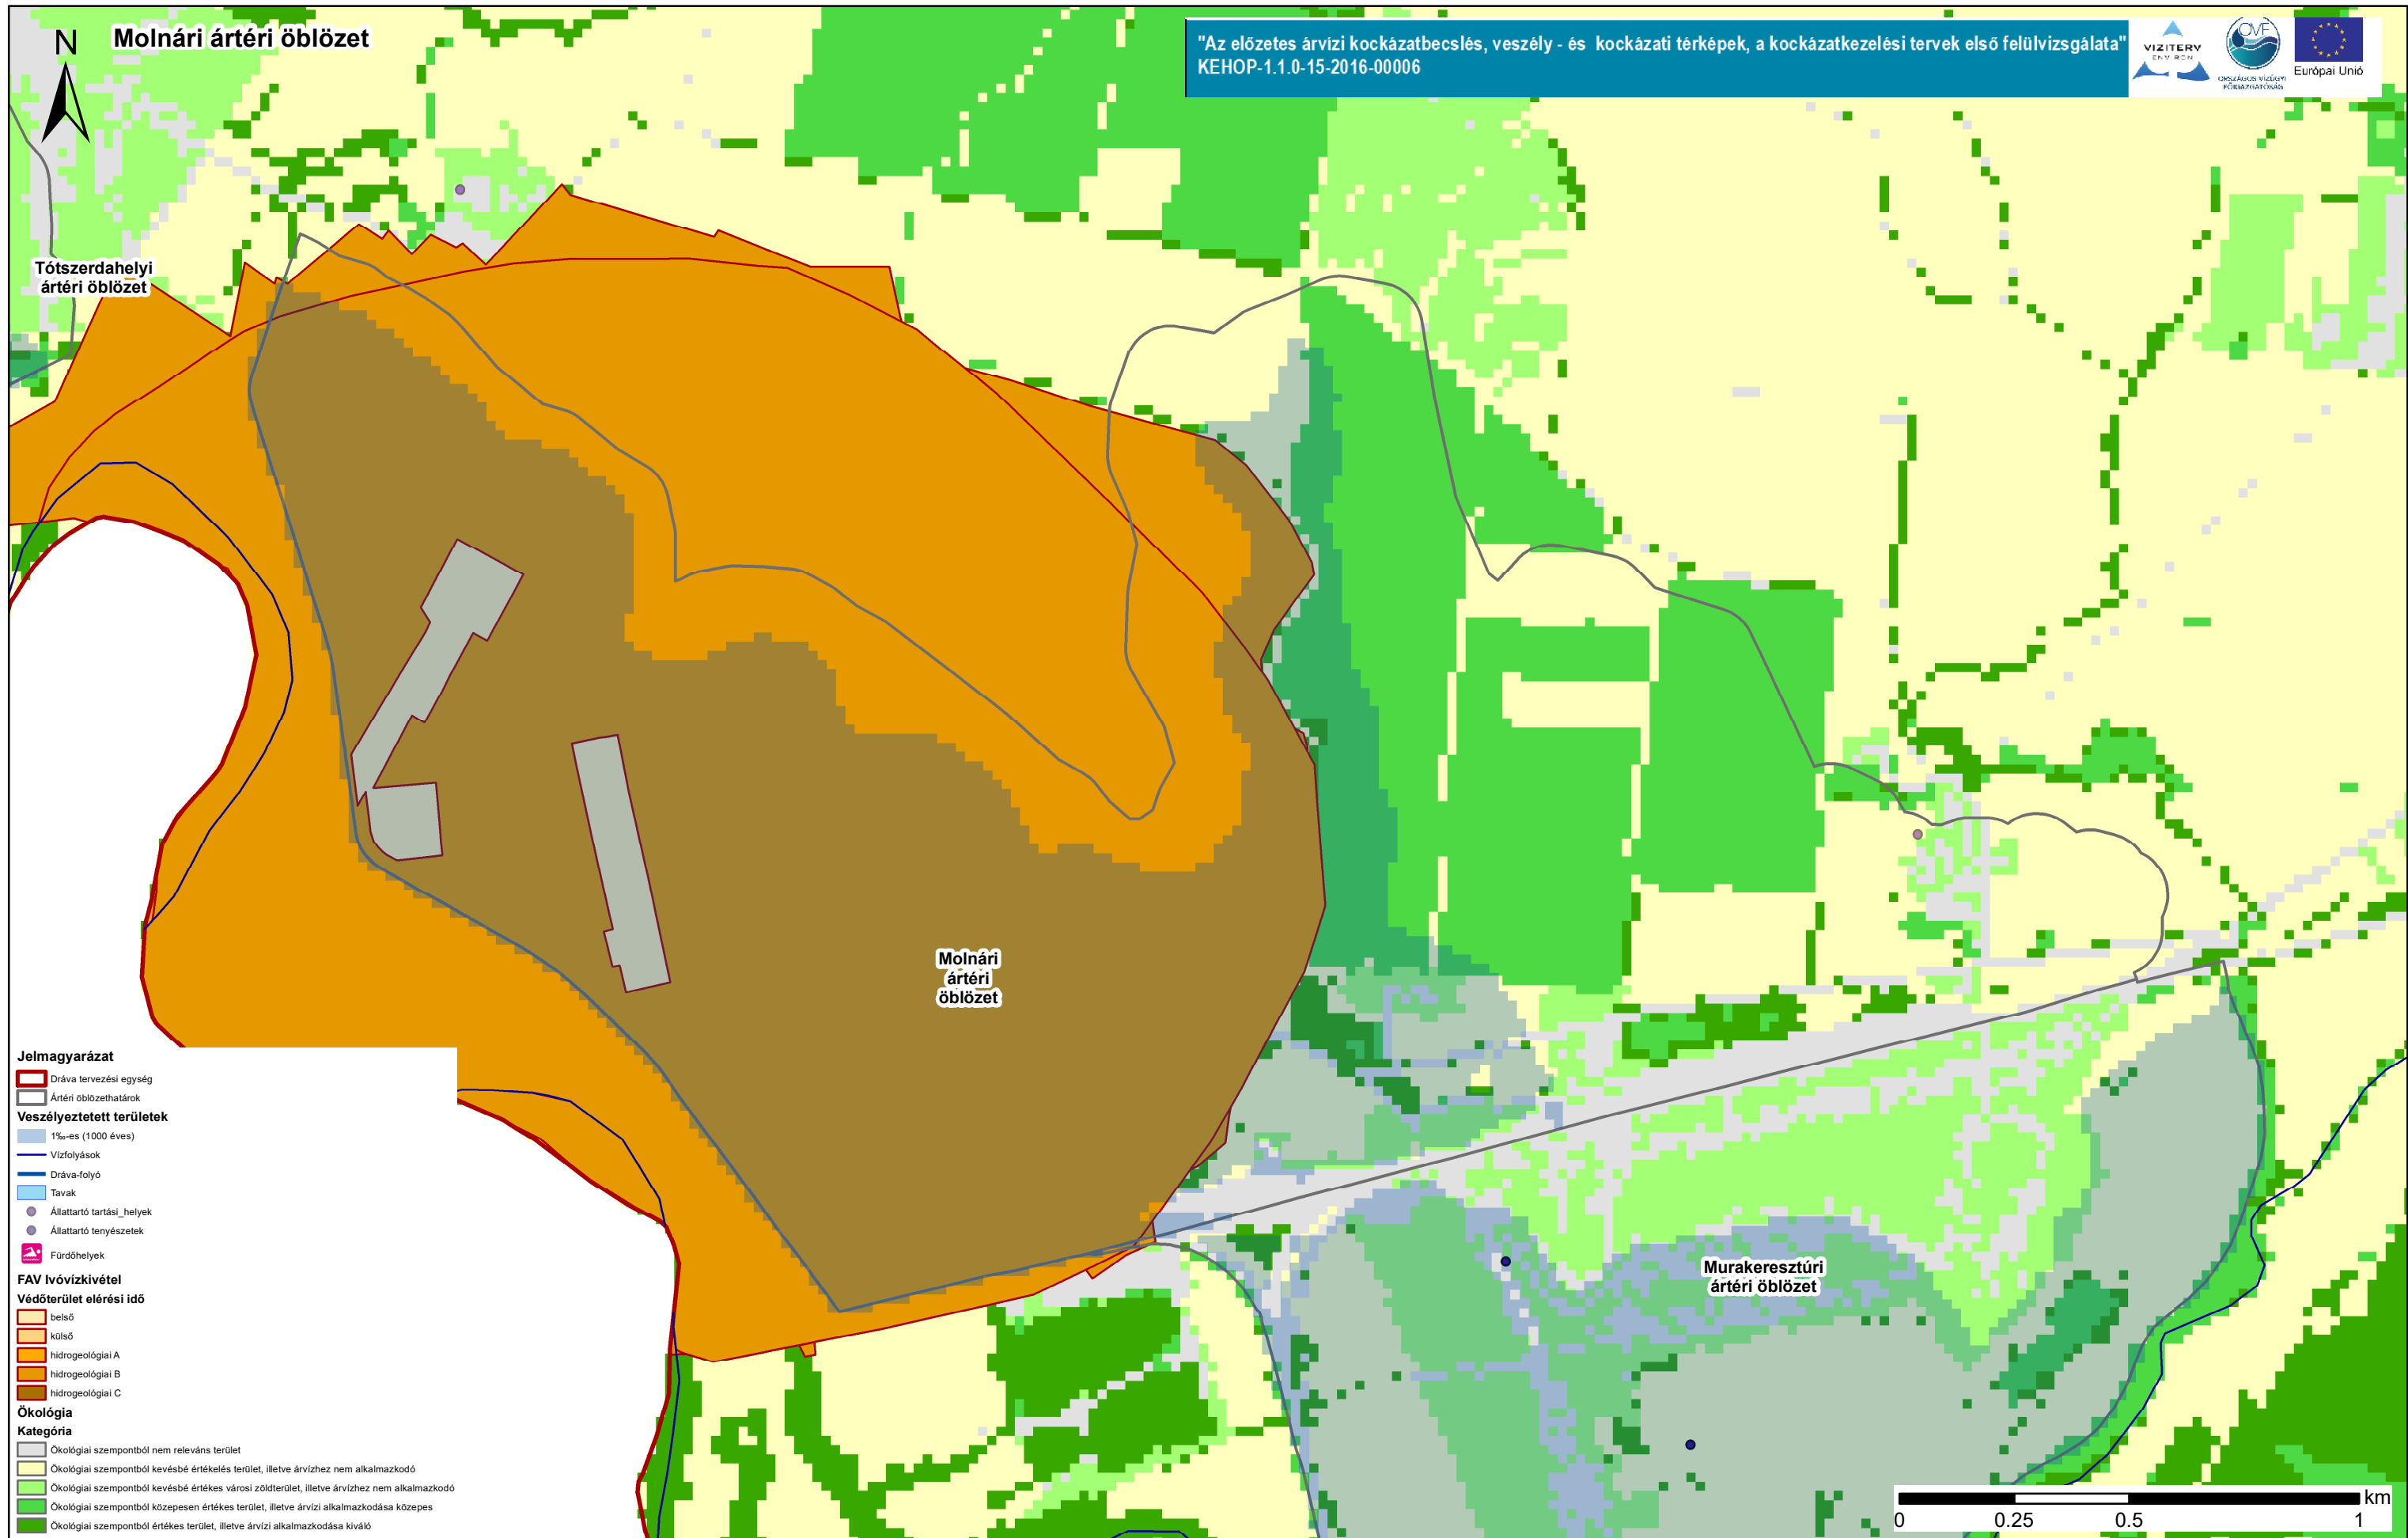 Molnári ártéri öblözet
N
"Az előzetes árvízi kockázatbecslés, veszély - és kockázati térképek, a kockázatkezelési tervek első felülvizsgálata"
KEHOP-1.1.0-15-2016-00006
VIZITERV
ENVIRON
OVF
ORSZÁGOS VÍZÜGYI
FŐIGAZGATÓSÁG
Európai Unió
Tótszerdahelyi
ártéri öblözet
Molnári
ártéri
öblözet
Murakeresztúri
ártéri öblözet
Jelmagyarázat
Dráva tervezési egység
Ártéri öblözethatárok
Veszélyeztetett területek
1‰-es (1000 éves)
Vízfolyások
Dráva-folyó
Tavak
Állattartó tartási_helyek
Állattartó tenyészetek
Fürdőhelyek
FAV Ivóvízkivétel
Védőterület elérési idő
belső
külső
hidrogeológiai A
hidrogeológiai B
hidrogeológiai C
Ökológia
Kategória
Ökológiai szempontból nem releváns terület
Ökológiai szempontból kevésbé értékelés terület, illetve árvízhez nem alkalmazkodó
Ökológiai szempontból kevésbé értékes városi zöldterület, illetve árvízhez nem alkalmazkodó
Ökológiai szempontból közepesen értékes terület, illetve árvízi alkalmazkodása közepes
Ökológiai szempontból értékes terület, illetve árvízi alkalmazkodása kiváló
km
0 0.25 0.5 1